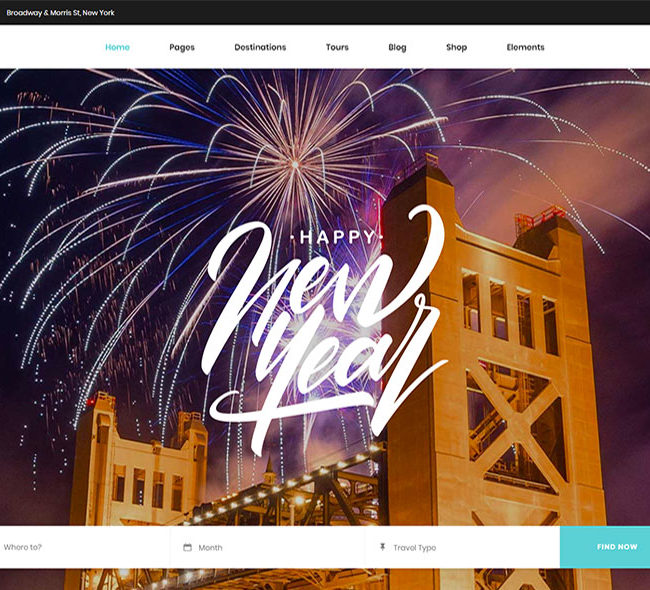 Broadway & Morris St, New York
Home Pages Destinations Tours Blog Shop Elements
·HAPPY·
New
Year
Where to? Month Travel Type FIND NOW